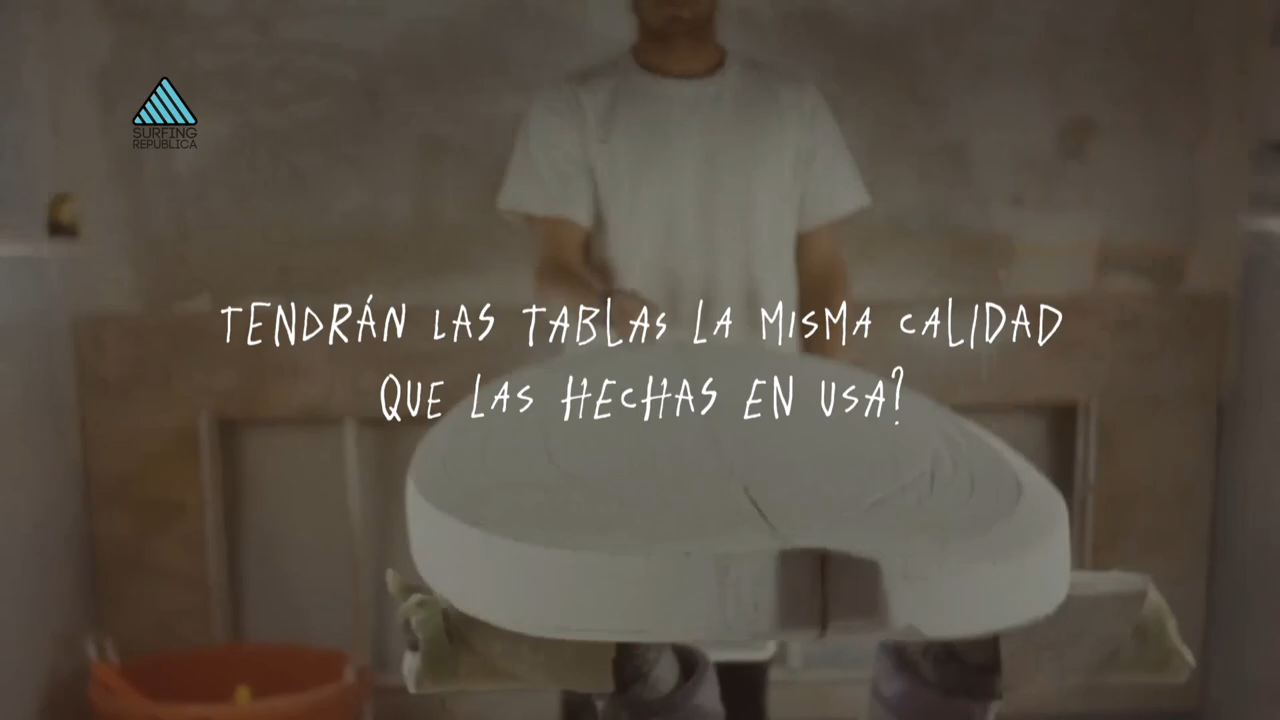 SURFING
REPUBLICA
TENDRÁN LAS TABLAS LA MISMA CALIDAD
QUE LAS HECHAS EN USA?